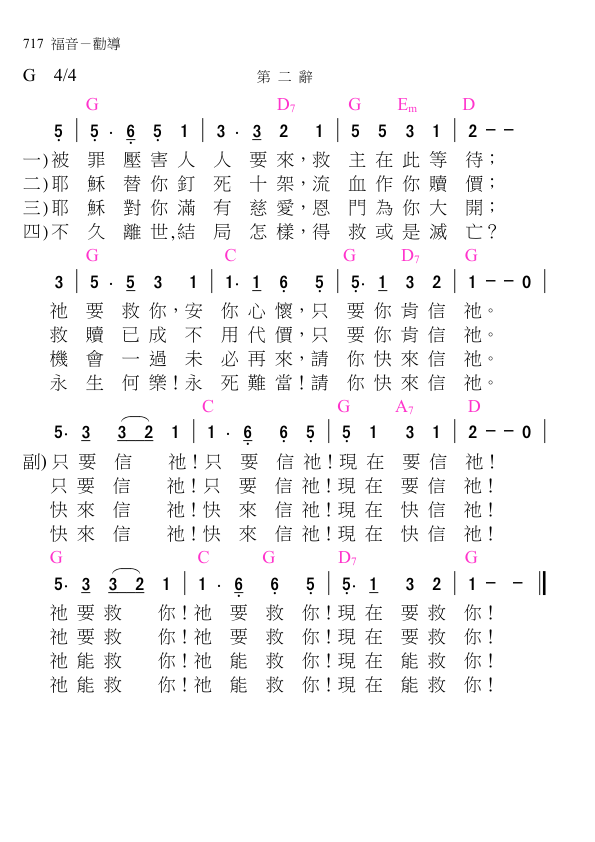 717 福音－勸導
G 4/4 第二辭
G D7 G Em D
5 | 5 . 6 5 1 | 3 . 3 2 1 | 5 5 3 1 | 2 - -
一)被罪壓害人人要來，救主在此等待；
二)耶穌替你釘死十架，流血作你贖價；
三)耶穌對你滿有慈愛，恩門為你大開；
四)不久離世,結局怎樣，得救或是滅亡？
G C G D7 G
3 | 5 . 5 3 1 | 1 . 1 6 5 | 5 . 1 3 2 | 1 - - 0 |
祂要救你，安你心懷，只要你肯信祂。
救贖已成不用代價，只要你肯信祂。
機會一過未必再來，請你快來信祂。
永生何樂！永死難當！請你快來信祂。
C G A7 D
5 . 3 3 2 1 | 1 . 6 6 5 | 5 1 3 1 | 2 - - 0 |
副)只要信祂！只要信祂！現在要信祂！
只要信祂！只要信祂！現在要信祂！
快來信祂！快來信祂！現在快信祂！
快來信祂！快來信祂！現在快信祂！
G C G D7 G
5 . 3 3 2 1 | 1 . 6 6 5 | 5 . 1 3 2 | 1 - - ||
祂要救你！祂要救你！現在要救你！
祂要救你！祂要救你！現在要救你！
祂能救你！祂能救你！現在能救你！
祂能救你！祂能救你！現在能救你！